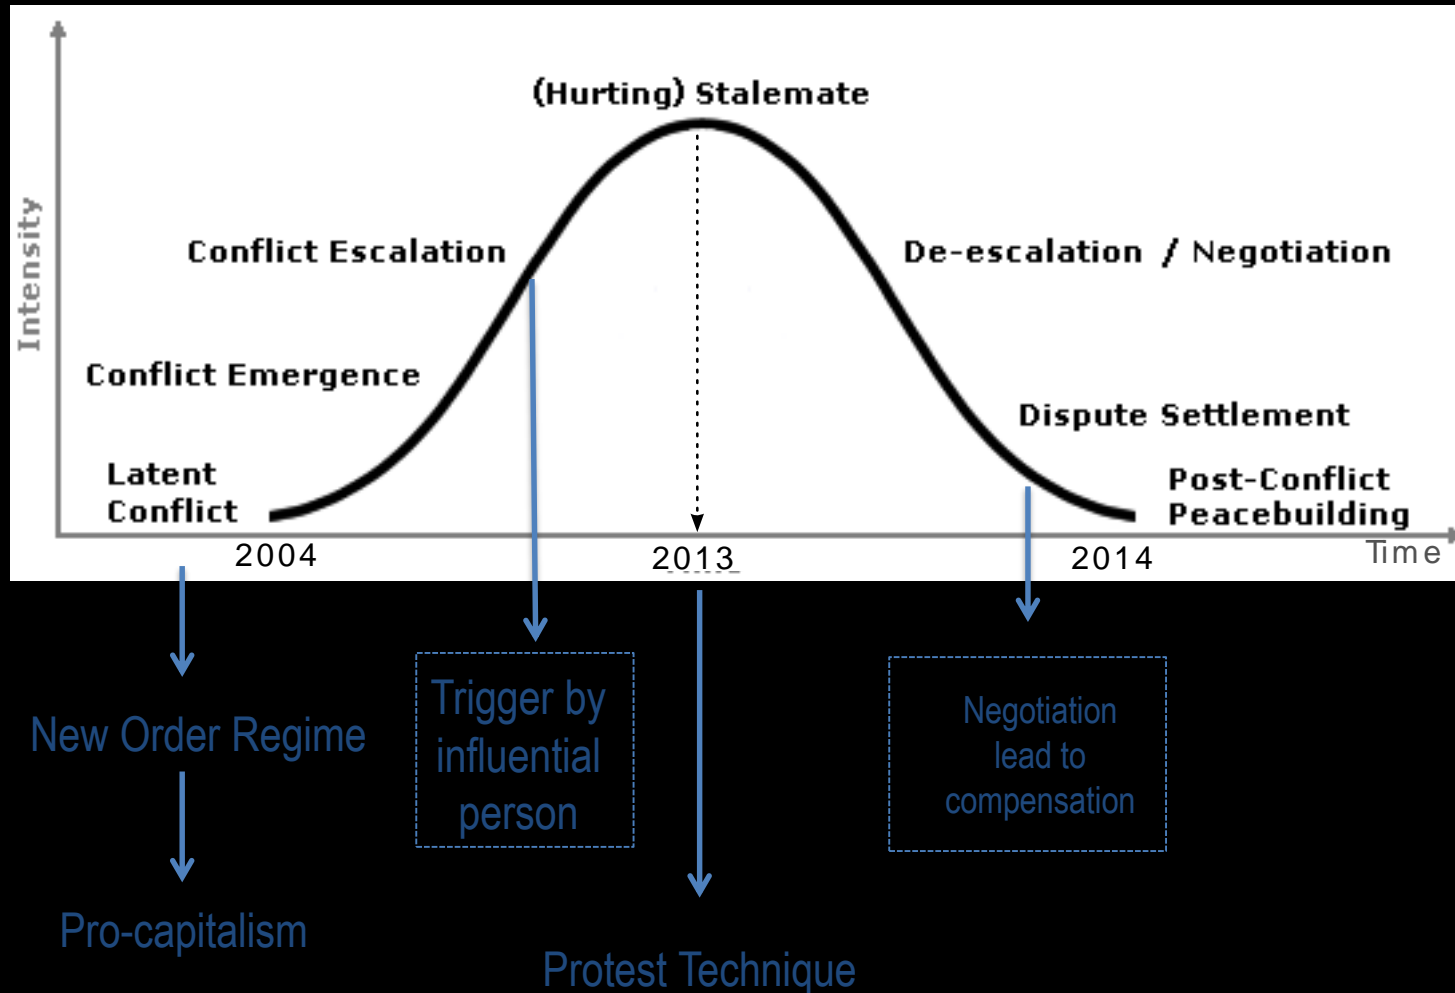 (Hurting) Stalemate
Intensity
Conflict Escalation
De-escalation / Negotiation
Conflict Emergence
Dispute Settlement
Latent
Conflict
Post-Conflict
Peacebuilding
2004
2013
2014
Time
New Order Regime
Trigger by
influential
person
Negotiation
lead to
compensation
Pro-capitalism
Protest Technique